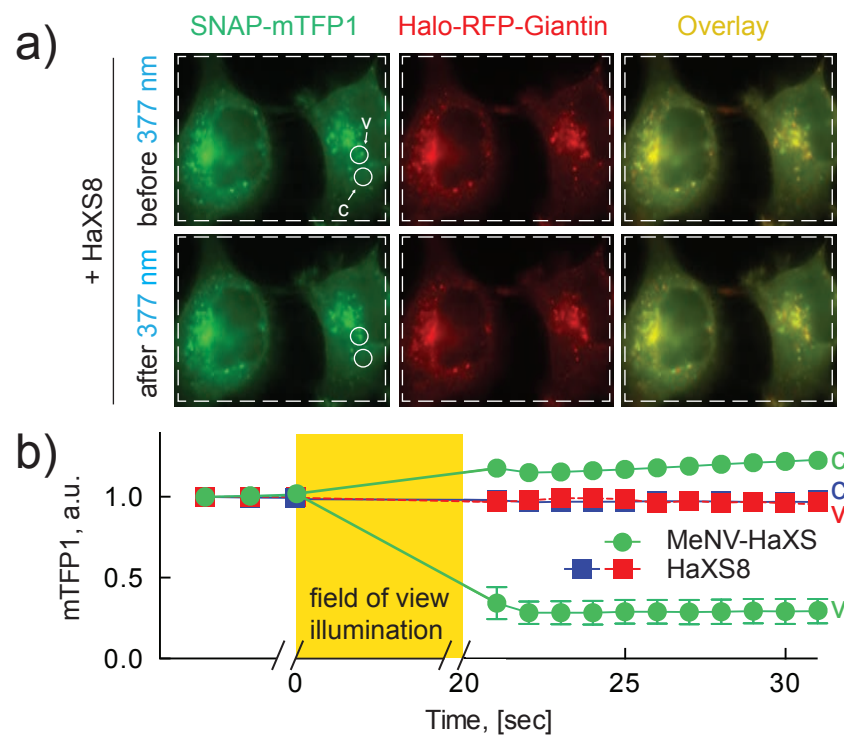 a)
SNAP-mTFP1
Halo-RFP-Giantin
Overlay
+ HaXS8
before 377 nm
v
c
after 377 nm
b)
mTFP1, a.u.
1.0
0.5
0.0
c
c
v
MeNV-HaXS
HaXS8
v
field of view
illumination
0
20
25
30
Time, [sec]